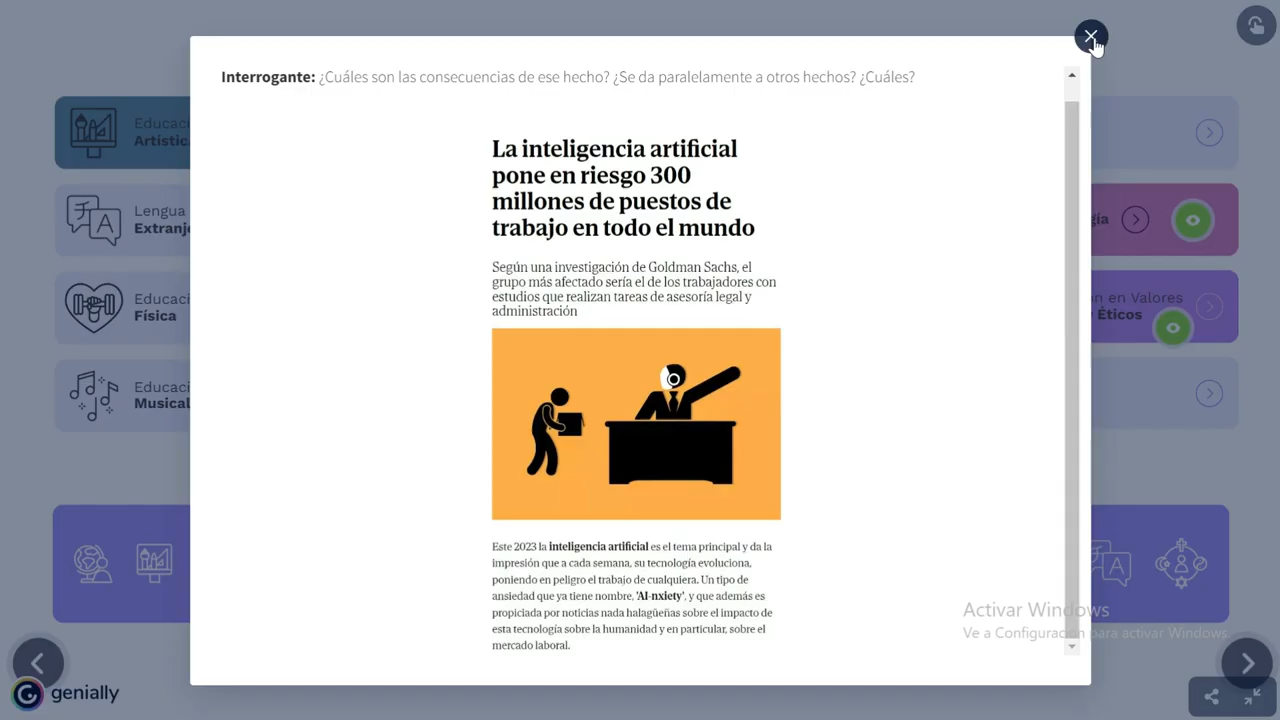 Interrogante: ¿Cuáles son las consecuencias de ese hecho? ¿Se da paralelamente a otros hechos? ¿Cuáles?
La inteligencia artificial
pone en riesgo 300
millones de puestos de
trabajo en todo el mundo
Según una investigación de Goldman Sachs, el
grupo más afectado sería el de los trabajadores con
estudios que realizan tareas de asesoría legal y
administración
Este 2023 la inteligencia artificial es el tema principal y da la
impresión que a cada semana, su tecnología evoluciona,
poniendo en peligro el trabajo de cualquiera. Un tipo de
ansiedad que ya tiene nombre, 'AI-nxiety', y que además es
propiciada por noticias nada halagüeñas sobre el impacto de
esta tecnología sobre la humanidad y en particular, sobre el
mercado laboral.
Educaci
Artística
Lengua
Extranje
Educaci
Física
Educaci
Musical
gía
ón en Valores
y Éticos
Activar Windows
Ve a Configuración para activar Windows.
genially